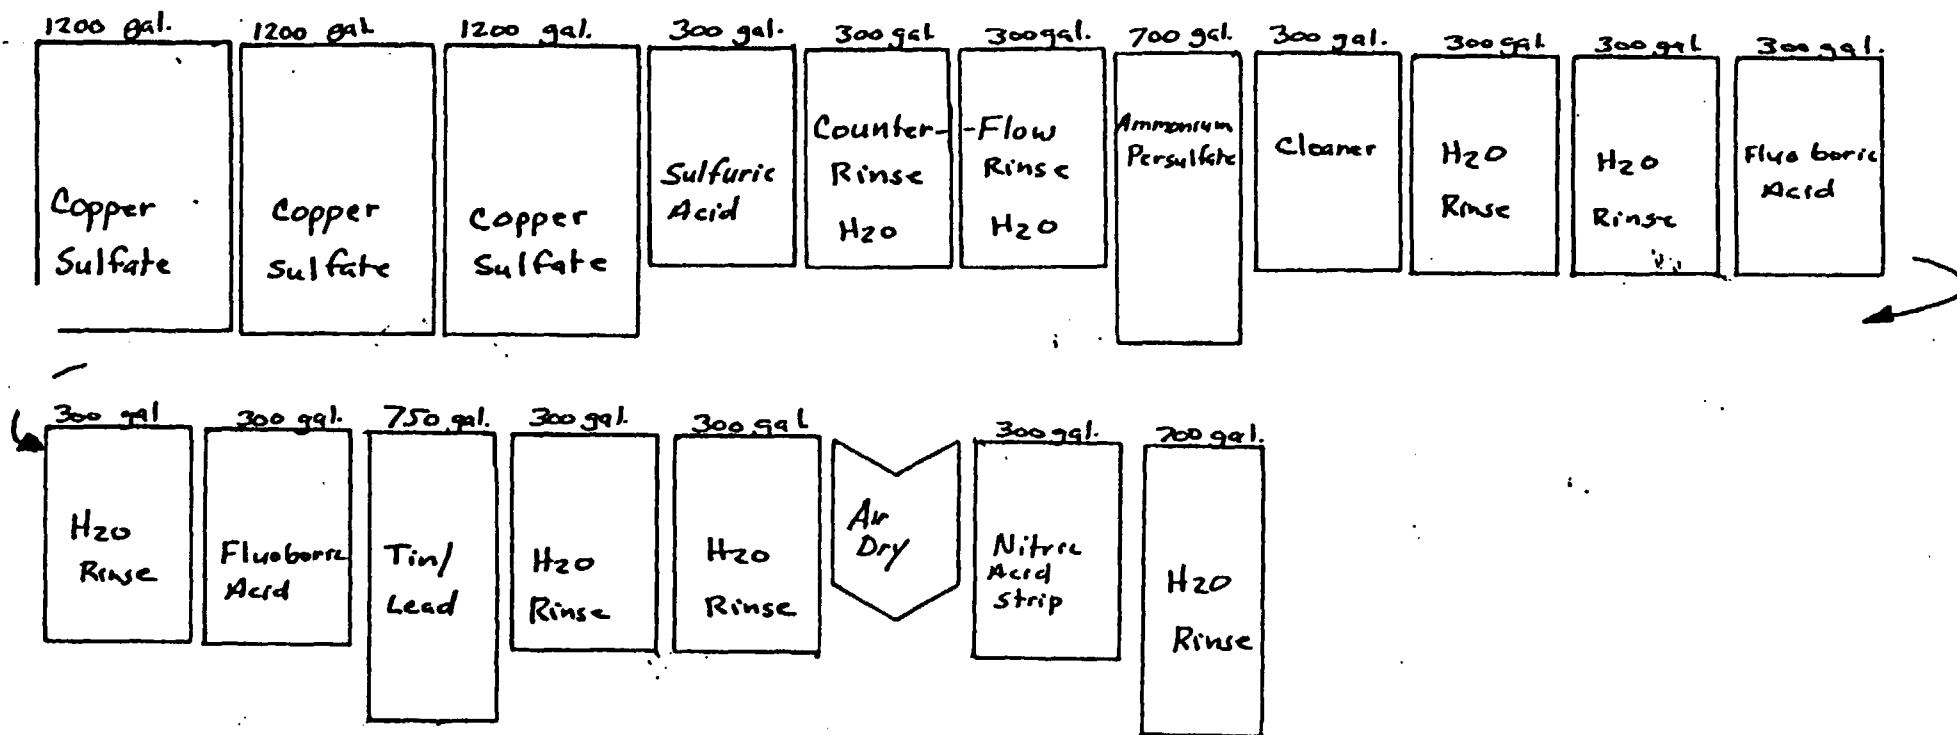 1200 gal.
1200 gal.
1200 gal.
300 gal.
300 gal.
300 gal.
700 gal.
300 gal.
300 gal.
300 gal.
300 gal.
Copper
Sulfate
Copper
Sulfate
Copper
Sulfate
Sulfuric
Acid
Counter-
Rinse
H2O
-Flow
Rinse
H2O
Ammonium
Persulfate
Cleaner
H2O
Rinse
H2O
Rinse
Fluoboric
Acid
300 gal.
300 gal.
750 gal.
300 gal.
300 gal.
300 gal.
700 gal.
H2O
Rinse
Fluoboric
Acid
Tin/
Lead
H2O
Rinse
H2O
Rinse
Air
Dry
Nitric
Acid
Strip
H2O
Rinse